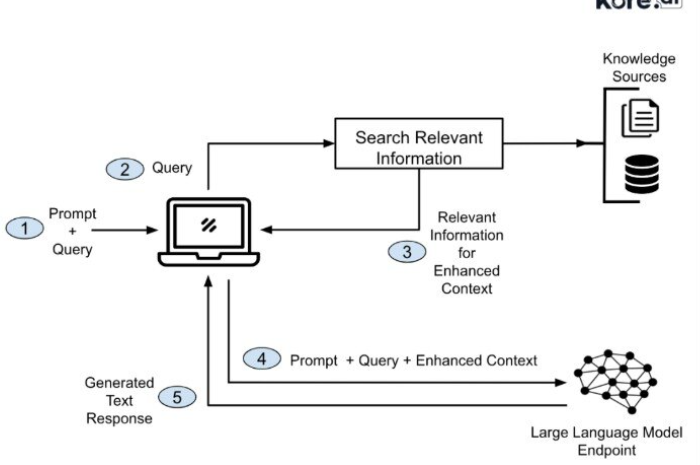 kore.ai
Knowledge
Sources
Search Relevant
Information
2 Query
1 Prompt
+
Query
Relevant
Information
3 for
Enhanced
Context
4 Prompt + Query + Enhanced Context
Generated
Text
Response
5
Large Language Model
Endpoint